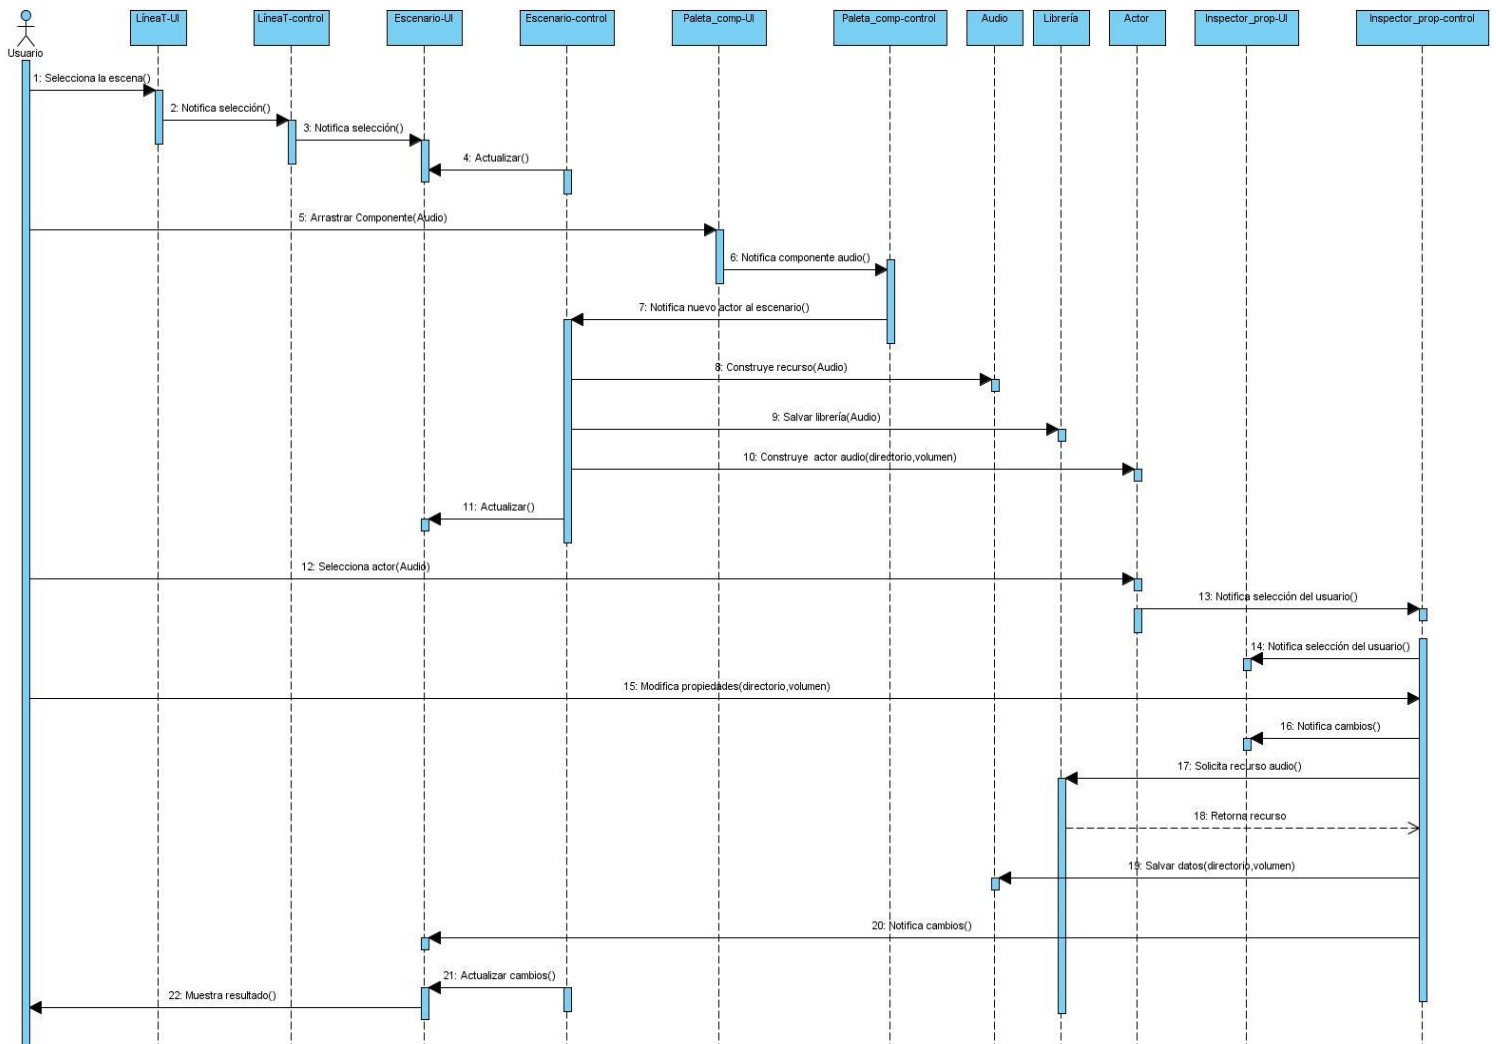 LíneaT-UI
LíneaT-control
Escenario-UI
Escenario-control
Paleta_comp-UI
Paleta_comp-control
Audio
Librería
Actor
Inspector_prop-UI
Inspector_prop-control
Usuario
1: Selecciona la escena()
2: Notifica selección()
3: Notifica selección()
4: Actualizar()
5: Arrastrar Componente(Audio)
6: Notifica componente audio()
7: Notifica nuevo actor al escenario()
8: Construye recurso(Audio)
9: Salvar librería(Audio)
10: Construye actor audio(directorio,volumen)
11: Actualizar()
12: Selecciona actor(Audio)
13: Notifica selección del usuario()
14: Notifica selección del usuario()
15: Modifica propiedades(directorio,volumen)
16: Notifica cambios()
17: Solicita recurso audio()
18: Retorna recurso
19: Salvar datos(directorio,volumen)
20: Notifica cambios()
21: Actualizar cambios()
22: Muestra resultado()